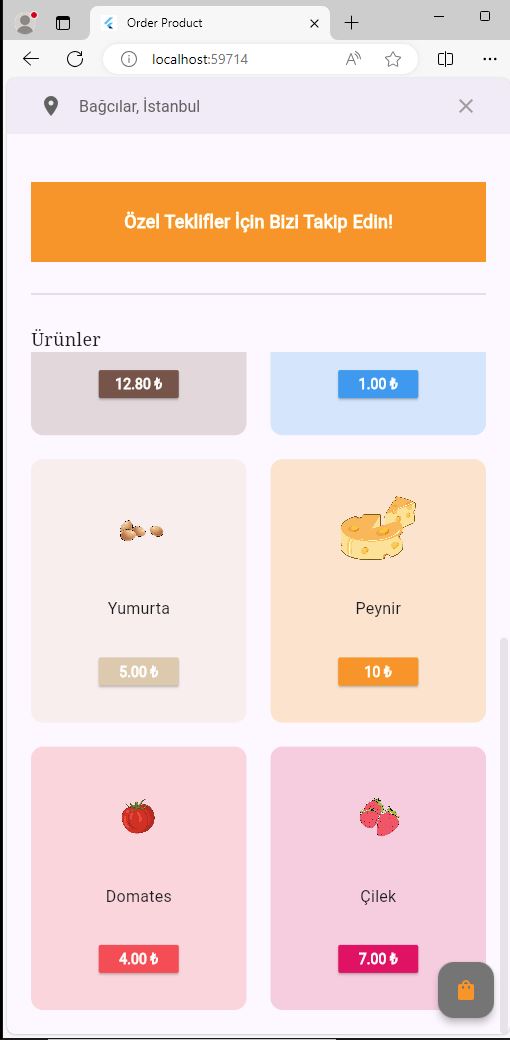 Order Product
localhost:59714
Bağcılar, İstanbul
Özel Teklifler İçin Bizi Takip Edin!
Ürünler
12.80 ₺
1.00 ₺
Yumurta
Peynir
5.00 ₺
10 ₺
Domates
Çilek
4.00 ₺
7.00 ₺